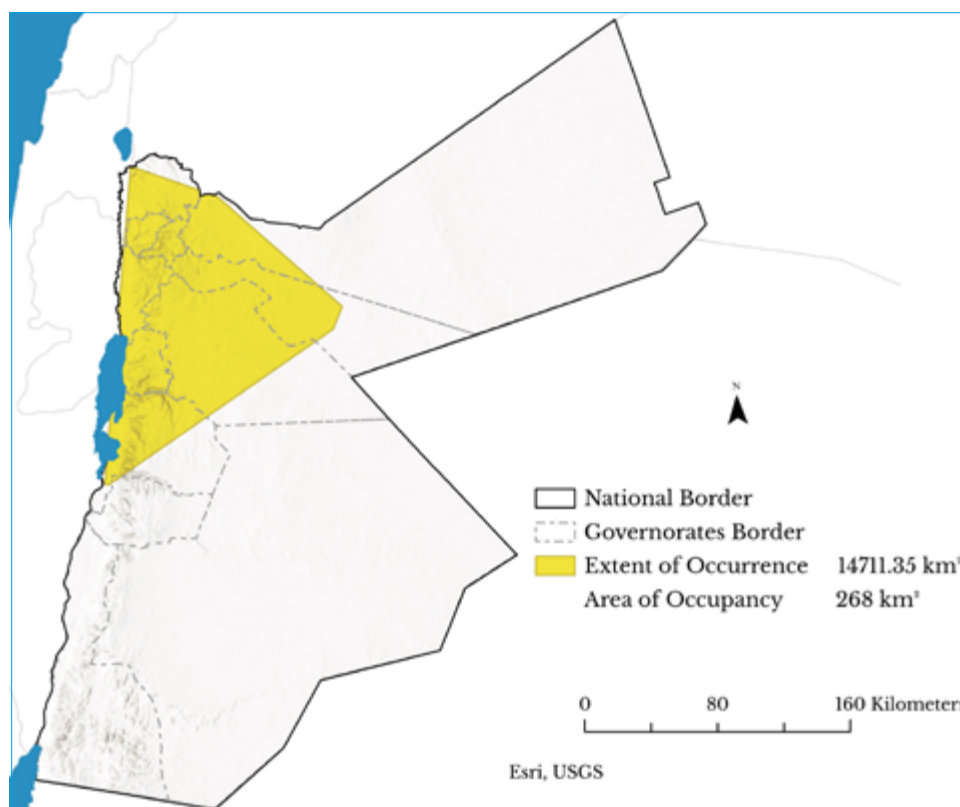 N
National Border
Governorates Border
Extent of Occurrence 14711.35 km²
Area of Occupancy 268 km²
0 80 160 Kilometers
Esri, USGS